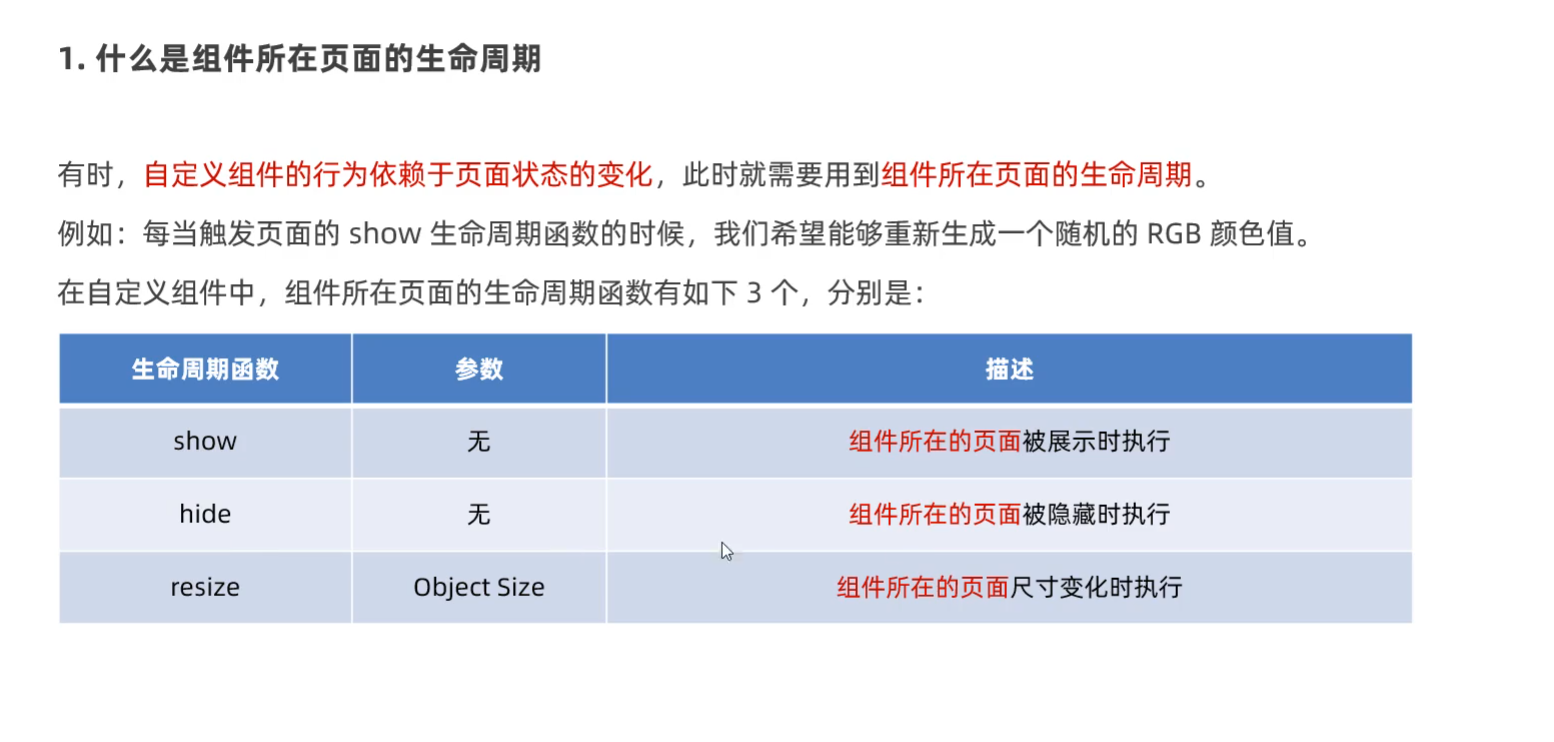 1. 什么是组件所在页面的生命周期
有时，自定义组件的行为依赖于页面状态的变化，此时就需要用到组件所在页面的生命周期。
例如：每当触发页面的 show 生命周期函数的时候，我们希望能够重新生成一个随机的 RGB 颜色值。
在自定义组件中，组件所在页面的生命周期函数有如下 3 个，分别是：
生命周期函数 参数 描述
show 无 组件所在的页面被展示时执行
hide 无 组件所在的页面被隐藏时执行
resize Object Size 组件所在的页面尺寸变化时执行